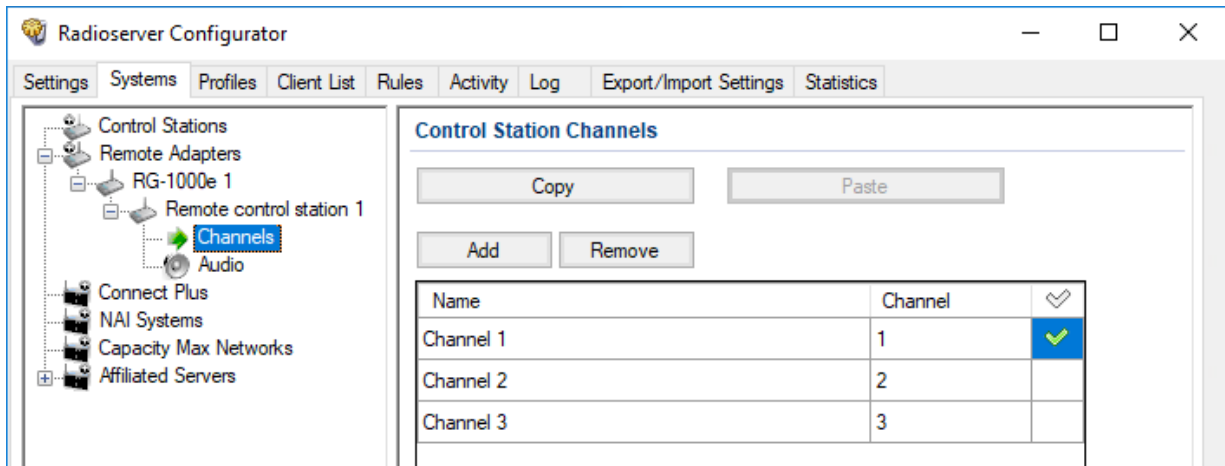 Radioserver Configurator
Settings Systems Profiles Client List Rules Activity Log Export/Import Settings Statistics
Control Stations
Remote Adapters
RG-1000e 1
Remote control station 1
Channels
Audio
Connect Plus
NAI Systems
Capacity Max Networks
Affiliated Servers
Control Station Channels
Copy Paste
Add Remove
Name Channel
Channel 1 1
Channel 2 2
Channel 3 3